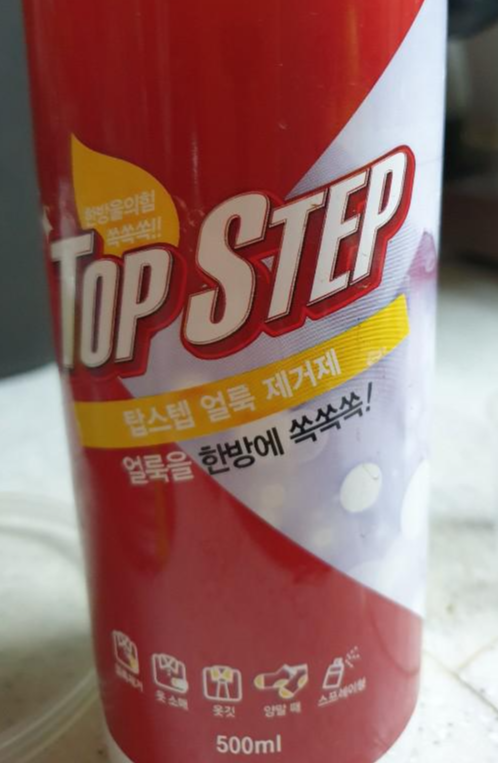 한방울의힘
쏙쏙쏙!!
TOP STEP
탑스텝 얼룩 제거제
얼룩을 한방에 쏙쏙쏙!
옷 소매
옷깃
양말 때
스프레이형
500ml